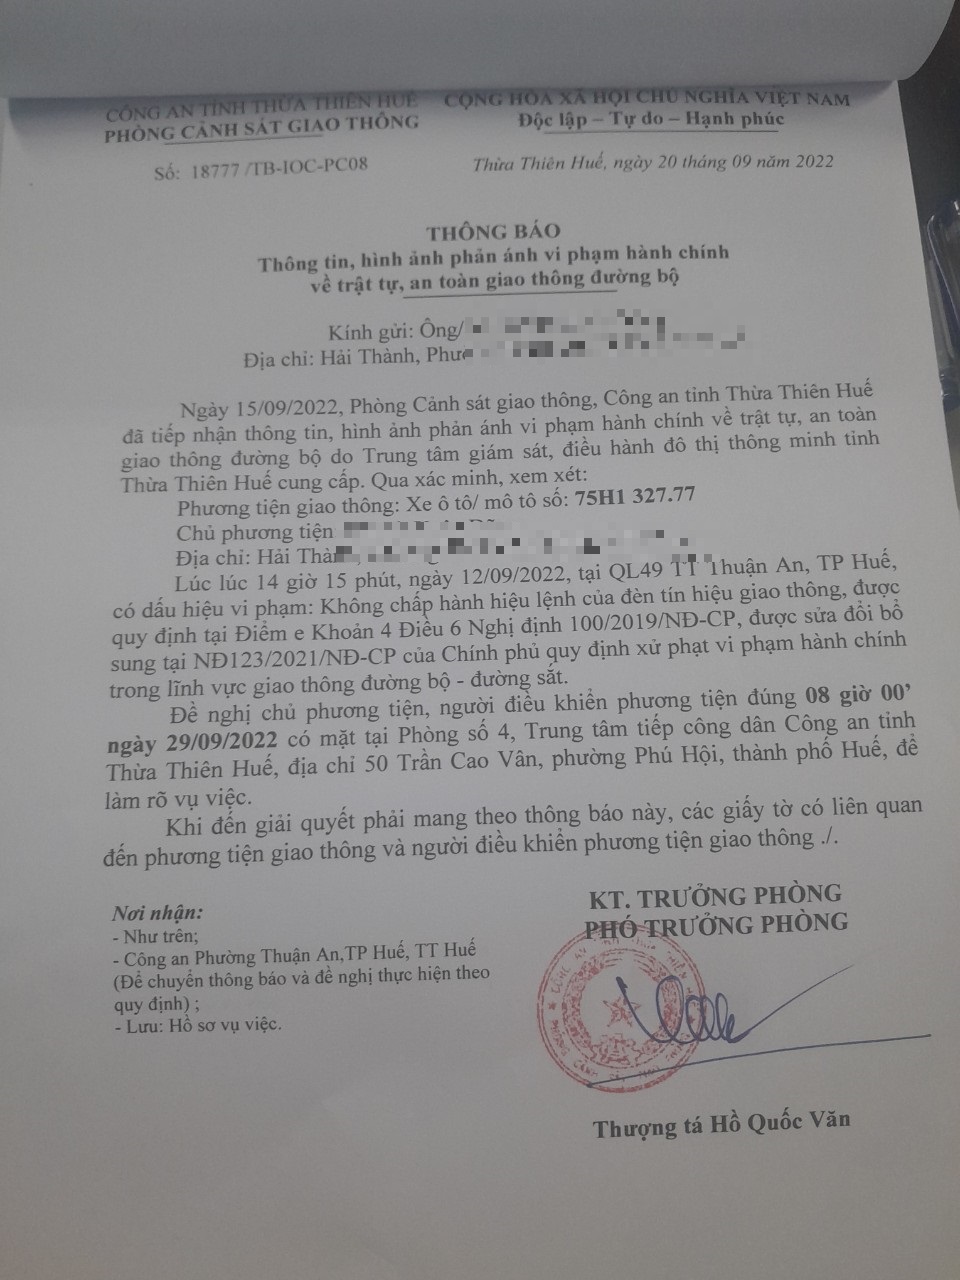 CÔNG AN TỈNH THỪA THIÊN HUẾ
PHÒNG CẢNH SÁT GIAO THÔNG
Số: 18777 /TB-IOC-PC08
CỘNG HÒA XÃ HỘI CHỦ NGHĨA VIỆT NAM
Độc lập – Tự do – Hạnh phúc
Thừa Thiên Huế, ngày 20 tháng 09 năm 2022
THÔNG BÁO
Thông tin, hình ảnh phản ánh vi phạm hành chính
về trật tự, an toàn giao thông đường bộ
Kính gửi: Ông/
Địa chỉ: Hải Thành,
Ngày 15/09/2022, Phòng Cảnh sát giao thông, Công an tỉnh Thừa Thiên Huế
đã tiếp nhận thông tin, hình ảnh phản ánh vi phạm hành chính về trật tự, an toàn
giao thông đường bộ do Trung tâm giám sát, điều hành đô thị thông minh tỉnh
Thừa Thiên Huế cung cấp. Qua xác minh, xem xét:
Phương tiện giao thông: Xe ô tô/ mô tô số: 75H1 327.77
Chủ phương tiện
Địa chỉ: Hải
Lúc lúc 14 giờ 15 phút, ngày 12/09/2022, tại QL49 TT Thuận An, TP Huế,
có dấu hiệu vi phạm: Không chấp hành hiệu lệnh của đèn tín hiệu giao thông, được
quy định tại Điểm e Khoản 4 Điều 6 Nghị định 100/2019/NĐ-CP, được sửa đổi bổ
sung tại NĐ123/2021/NĐ-CP của Chính phủ quy định xử phạt vi phạm hành chính
trong lĩnh vực giao thông đường bộ - đường sắt.
Đề nghị chủ phương tiện, người điều khiển phương tiện đúng 08 giờ 00’
ngày 29/09/2022 có mặt tại Phòng số 4, Trung tâm tiếp công dân Công an tỉnh
Thừa Thiên Huế, địa chỉ 50 Trần Cao Vân, phường Phú Hội, thành phố Huế, để
làm rõ vụ việc.
Khi đến giải quyết phải mang theo thông báo này, các giấy tờ có liên quan
đến phương tiện giao thông và người điều khiển phương tiện giao thông ./.
Nơi nhận:
- Như trên;
- Công an Phường Thuận An,TP Huế, TT Huế
(Để chuyển thông báo và đề nghị thực hiện theo
quy định) ;
- Lưu: Hồ sơ vụ việc.
KT. TRƯỞNG PHÒNG
PHÓ TRƯỞNG PHÒNG
Thượng tá Hồ Quốc Văn